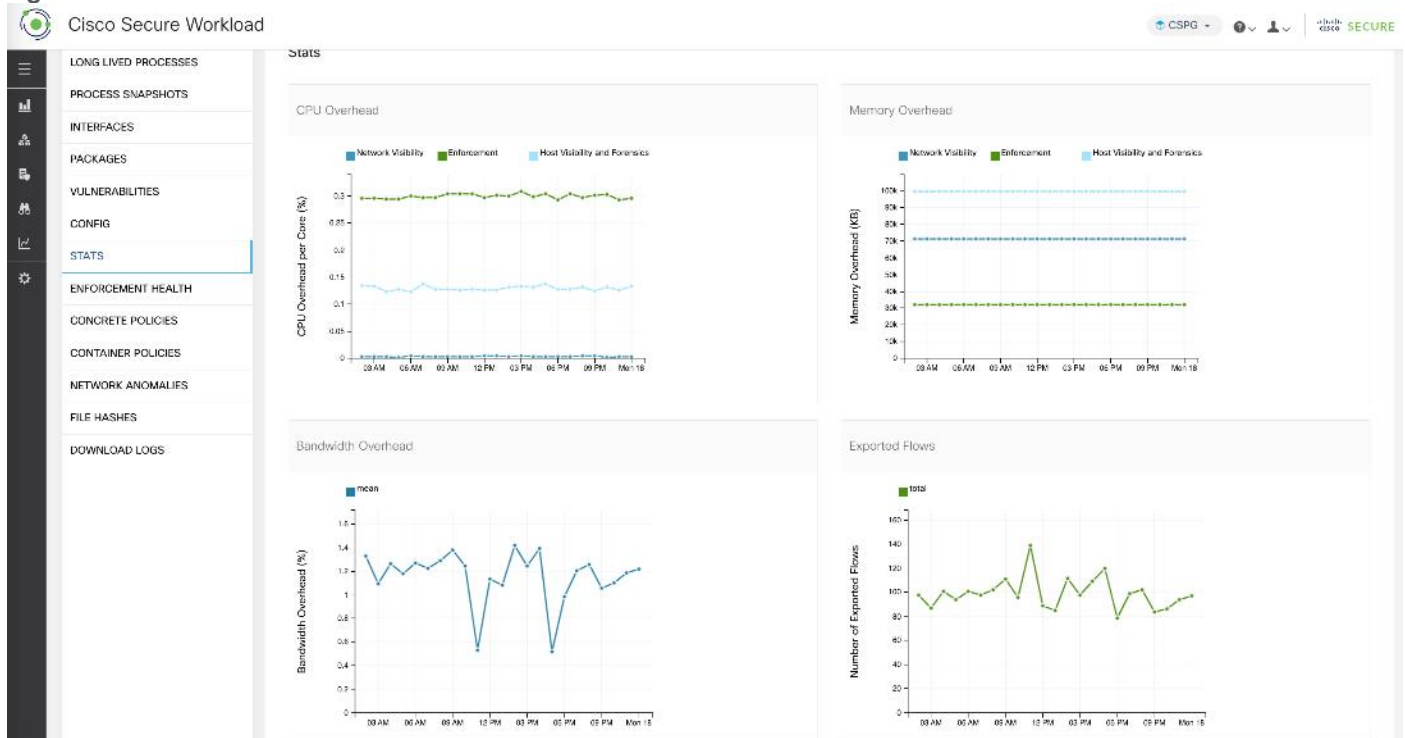 Cisco Secure Workload
CSPG
cisco SECURE
LONG LIVED PROCESSES
PROCESS SNAPSHOTS
INTERFACES
PACKAGES
VULNERABILITIES
CONFIG
STATS
ENFORCEMENT HEALTH
CONCRETE POLICIES
CONTAINER POLICIES
NETWORK ANOMALIES
FILE HASHES
DOWNLOAD LOGS
Stats
CPU Overhead
Network Visibility Enforcement Host Visibility and Forensics
CPU Overhead per Core (%)
0.3
0.25
0.2
0.15
0.1
0.05
0
03 AM 06 AM 09 AM 12 PM 03 PM 06 PM 09 PM Mon 18
Memory Overhead
Network Visibility Enforcement Host Visibility and Forensics
Memory Overhead (KB)
100k
90k
80k
70k
60k
50k
40k
30k
20k
10k
0
03 AM 06 AM 09 AM 12 PM 03 PM 06 PM 09 PM Mon 18
Bandwidth Overhead
mean
Bandwidth Overhead (%)
1.6
1.4
1.2
1
0.8
0.6
0.4
0.2
0
03 AM 06 AM 09 AM 12 PM 03 PM 06 PM 09 PM Mon 18
Exported Flows
total
Number of Exported Flows
160
140
120
100
80
60
40
20
0
03 AM 06 AM 09 AM 12 PM 03 PM 06 PM 09 PM Mon 18